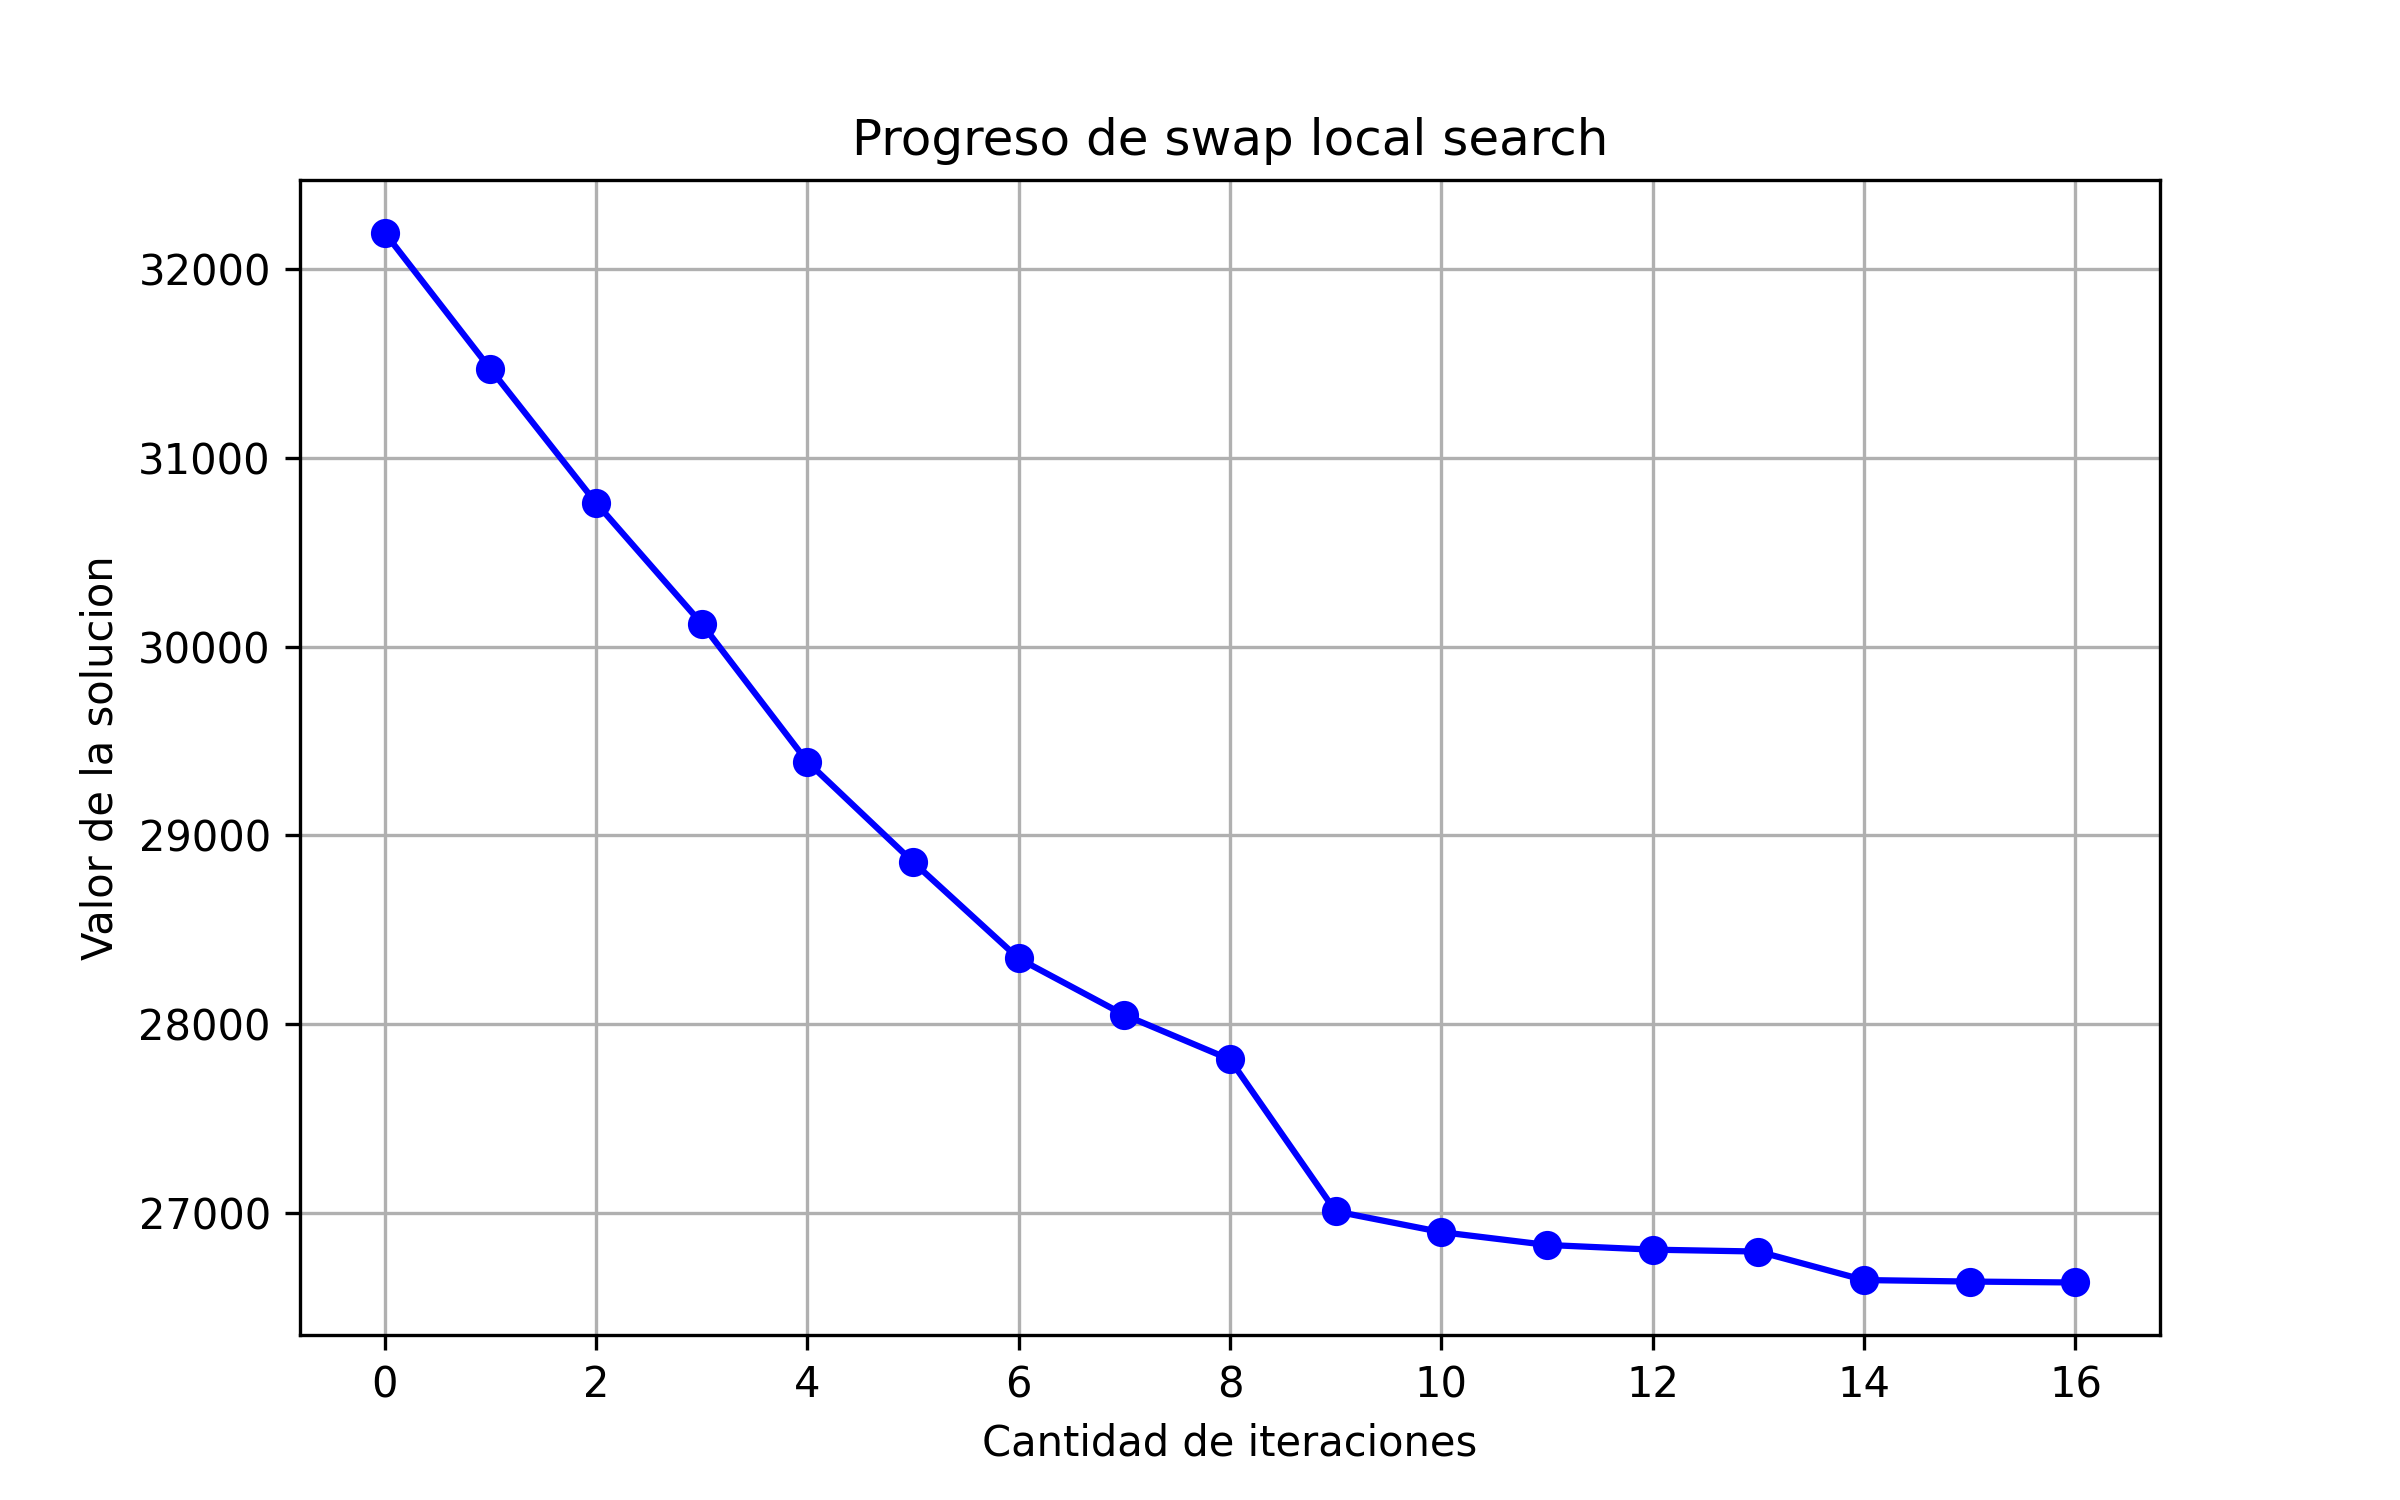 Progreso de swap local search
Valor de la solucion
32000
31000
30000
29000
28000
27000
0 2 4 6 8 10 12 14 16
Cantidad de iteraciones